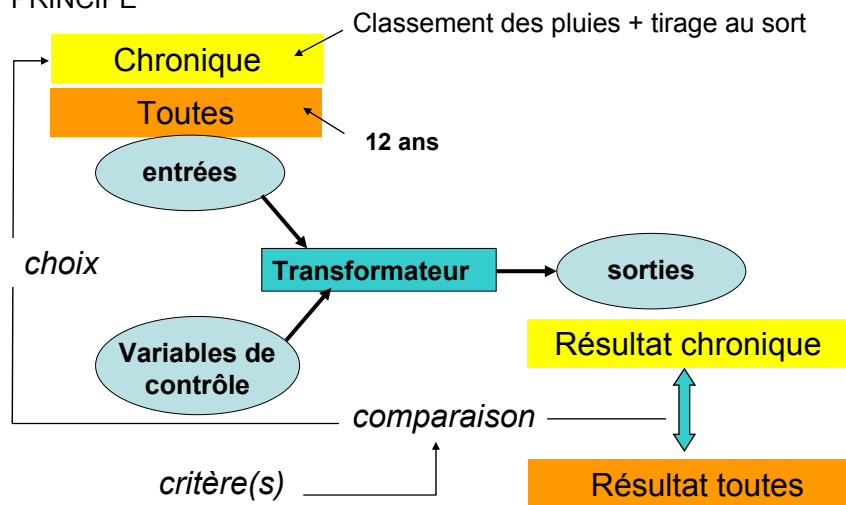 PRINCIPE
Classement des pluies + tirage au sort
Chronique
Toutes
12 ans
entrées
choix
Transformateur
sorties
Variables de
contrôle
Résultat chronique
comparaison
critère(s)
Résultat toutes